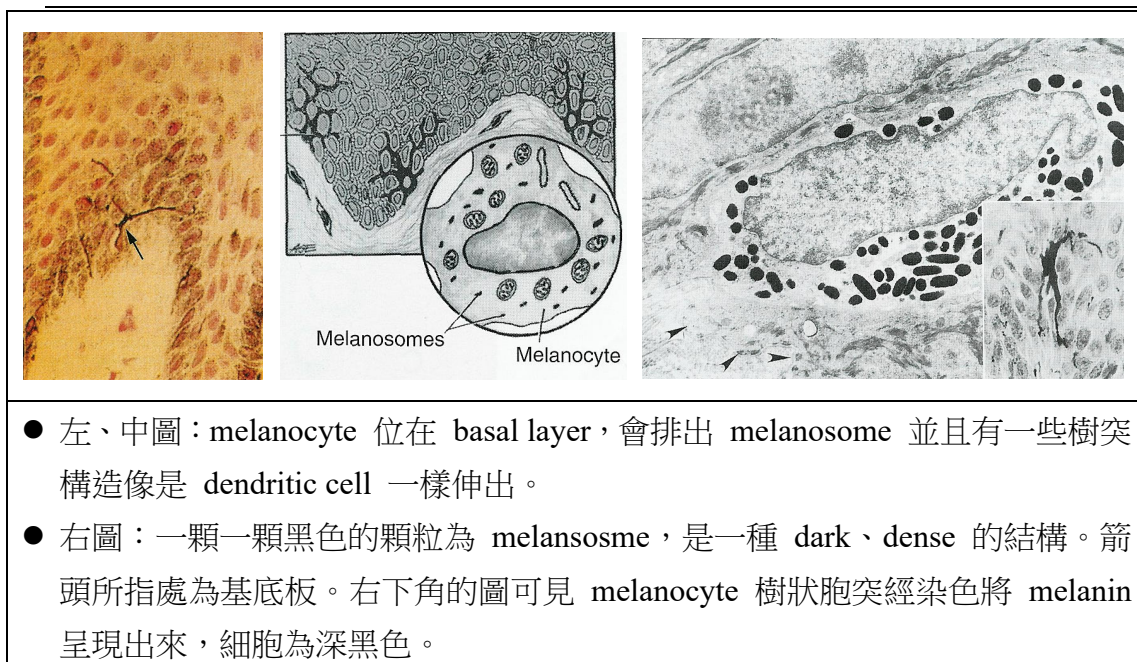 Melanosomes
Melanocyte
● 左、中圖：melanocyte 位在 basal layer，會排出 melanosome 並且有一些樹突
構造像是 dendritic cell 一樣伸出。
● 右圖：一顆一顆黑色的顆粒為 melansosme，是一種 dark、dense 的結構。箭
頭所指處為基底板。右下角的圖可見 melanocyte 樹狀胞突經染色將 melanin
呈現出來，細胞為深黑色。